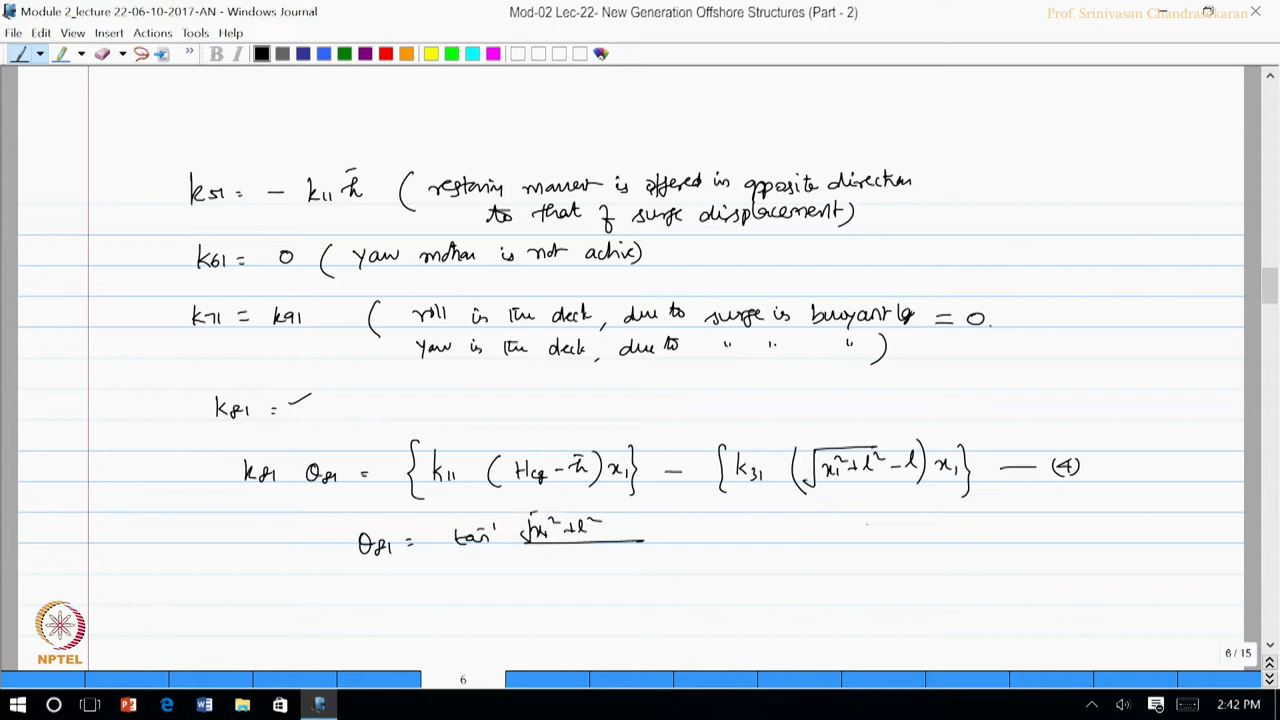 Module 2_lecture 22-06-10-2017-AN - Windows Journal
Mod-02 Lec-22- New Generation Offshore Structures (Part - 2)
Prof. Srinivasan Chandrasekaran
File Edit View Insert Actions Tools Help
k51 = - k11 h̄ (restoring moment is offered in opposite direction
to that of surge displacement)
k61 = 0 (yaw motion is not active)
k71 = k91 (roll is the deck, due to surge is buoyant leg = 0.
yaw is the deck, due to " " ")
k81 = ✓
k81 θ81 = {k11 (Hcg - h̄) x1} - {k31 (√x1²+l² - l) x1} — (4)
θ81 = tan⁻¹ √x1²+l²
NPTEL
6 / 15
6
2:42 PM